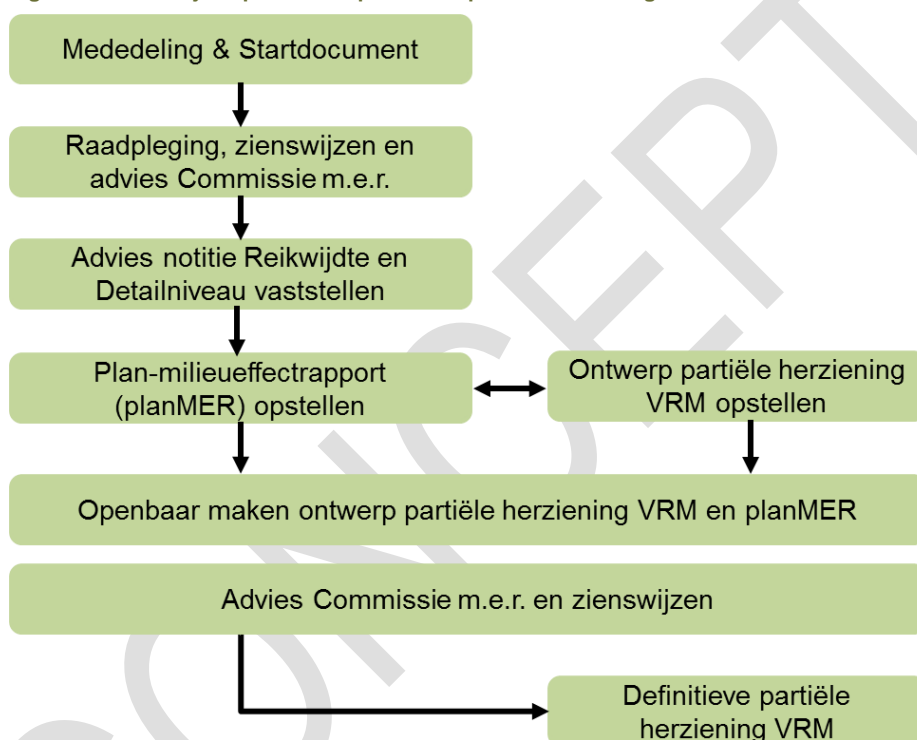 Mededeling & Startdocument
Raadpleging, zienswijzen en
advies Commissie m.e.r.
Advies notitie Reikwijdte en
Detailniveau vaststellen
Plan-milieueffectrapport
(planMER) opstellen
Ontwerp partiële herziening
VRM opstellen
Openbaar maken ontwerp partiële herziening VRM en planMER
Advies Commissie m.e.r. en zienswijzen
Definitieve partiële
herziening VRM
CONCEPT